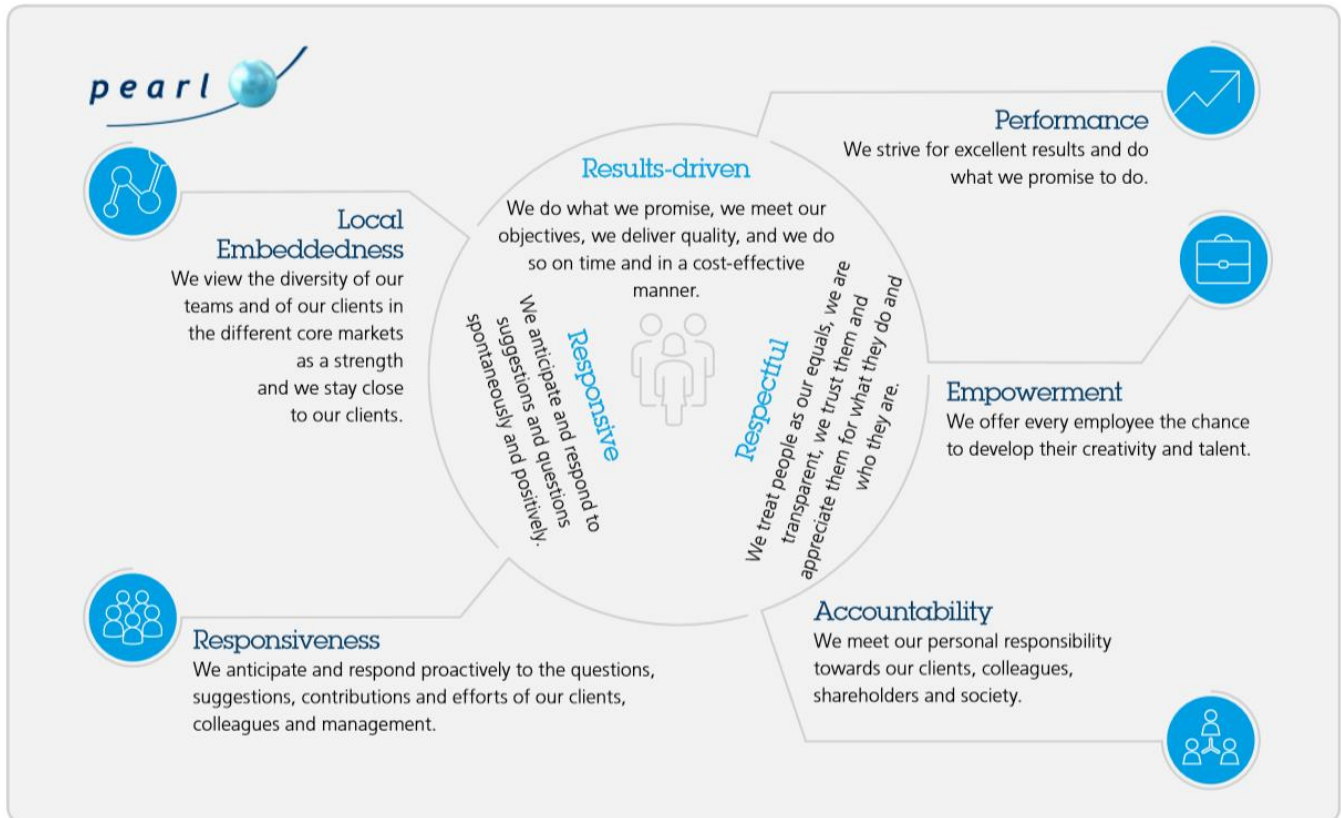 pearl
Performance
We strive for excellent results and do
what we promise to do.
Empowerment
We offer every employee the chance
to develop their creativity and talent.
Accountability
We meet our personal responsibility
towards our clients, colleagues,
shareholders and society.
Responsiveness
We anticipate and respond proactively to the questions,
suggestions, contributions and efforts of our clients,
colleagues and management.
Local
Embeddedness
We view the diversity of our
teams and of our clients in
the different core markets
as a strength
and we stay close
to our clients.
Results-driven
We do what we promise, we meet our
objectives, we deliver quality, and we do
so on time and in a cost-effective
manner.
Responsive
We anticipate and respond to
suggestions and questions
spontaneously and positively.
Respectful
We treat people as our equals, we are
transparent, we trust them and
appreciate them for what they do and
who they are.